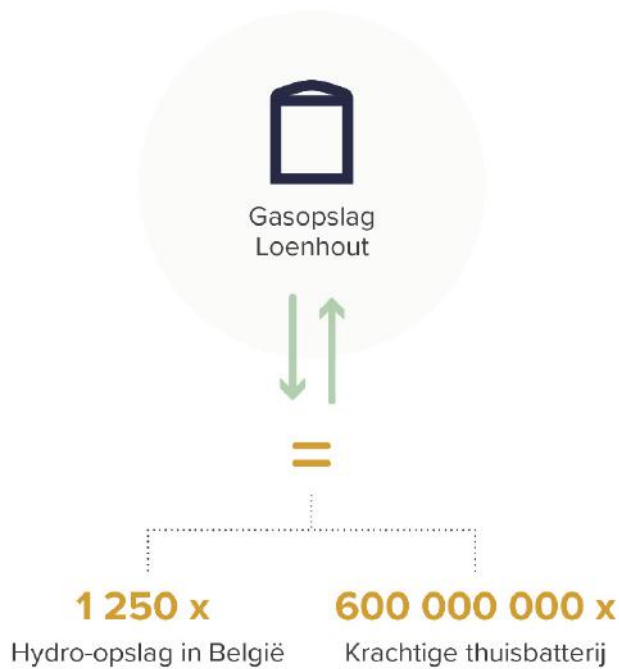 Gasopslag
Loenhout
=
1 250 x
600 000 000 x
Hydro-opslag in België
Krachtige thuisbatterij